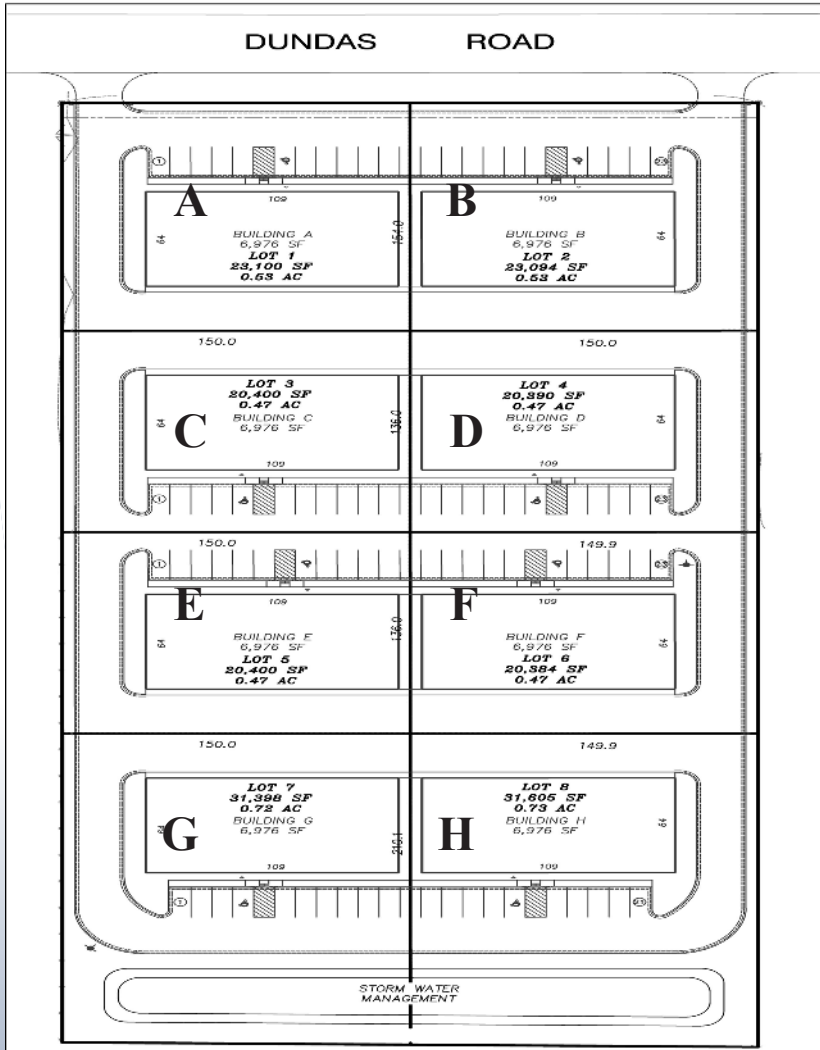 DUNDAS ROAD
A
109
64
BUILDING A
6,976 SF
LOT 1
23,100 SF
0.53 AC
B
109
64
BUILDING B
6,976 SF
LOT 2
23,094 SF
0.53 AC
150.0
150.0
LOT 3
20,400 SF
0.47 AC
BUILDING C
6,976 SF
C
64
136.0
109
LOT 4
20,390 SF
0.47 AC
BUILDING D
6,976 SF
D
64
109
150.0
149.9
E
109
64
136.0
BUILDING E
6,976 SF
LOT 5
20,400 SF
0.47 AC
F
109
64
BUILDING F
6,976 SF
LOT 6
20,384 SF
0.47 AC
150.0
149.9
LOT 7
31,398 SF
0.72 AC
BUILDING G
6,976 SF
G
64
109
LOT 8
31,605 SF
0.73 AC
BUILDING H
6,976 SF
H
64
109
STORM WATER
MANAGEMENT